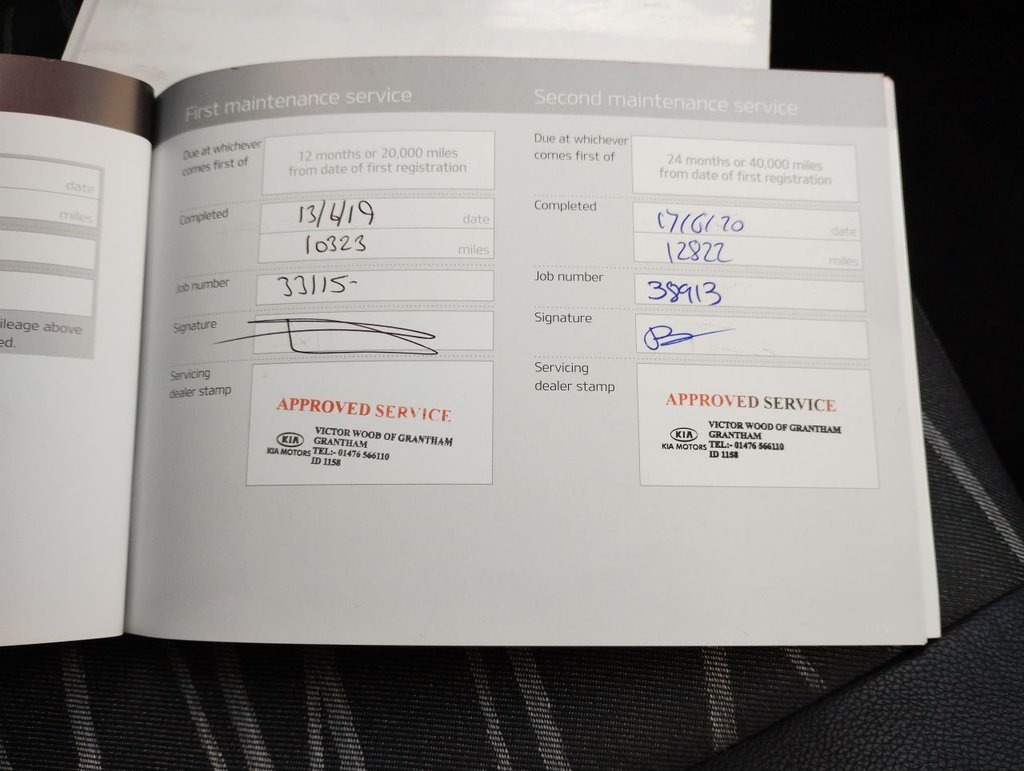 First maintenance service
Due at whichever
comes first of
12 months or 20,000 miles
from date of first registration
Completed
13/4/19
date
10323
miles
Job number
33115-
Signature
Servicing
dealer stamp
APPROVED SERVICE
KIA
KIA MOTORS
VICTOR WOOD OF GRANTHAM
GRANTHAM
TEL:- 01476 566110
ID 1158
Second maintenance service
Due at whichever
comes first of
24 months or 40,000 miles
from date of first registration
Completed
17/6/20
date
12822
miles
Job number
38913
Signature
Servicing
dealer stamp
APPROVED SERVICE
KIA
KIA MOTORS
VICTOR WOOD OF GRANTHAM
GRANTHAM
TEL:- 01476 566110
ID 1158
15
date
miles
ileage above
ed.